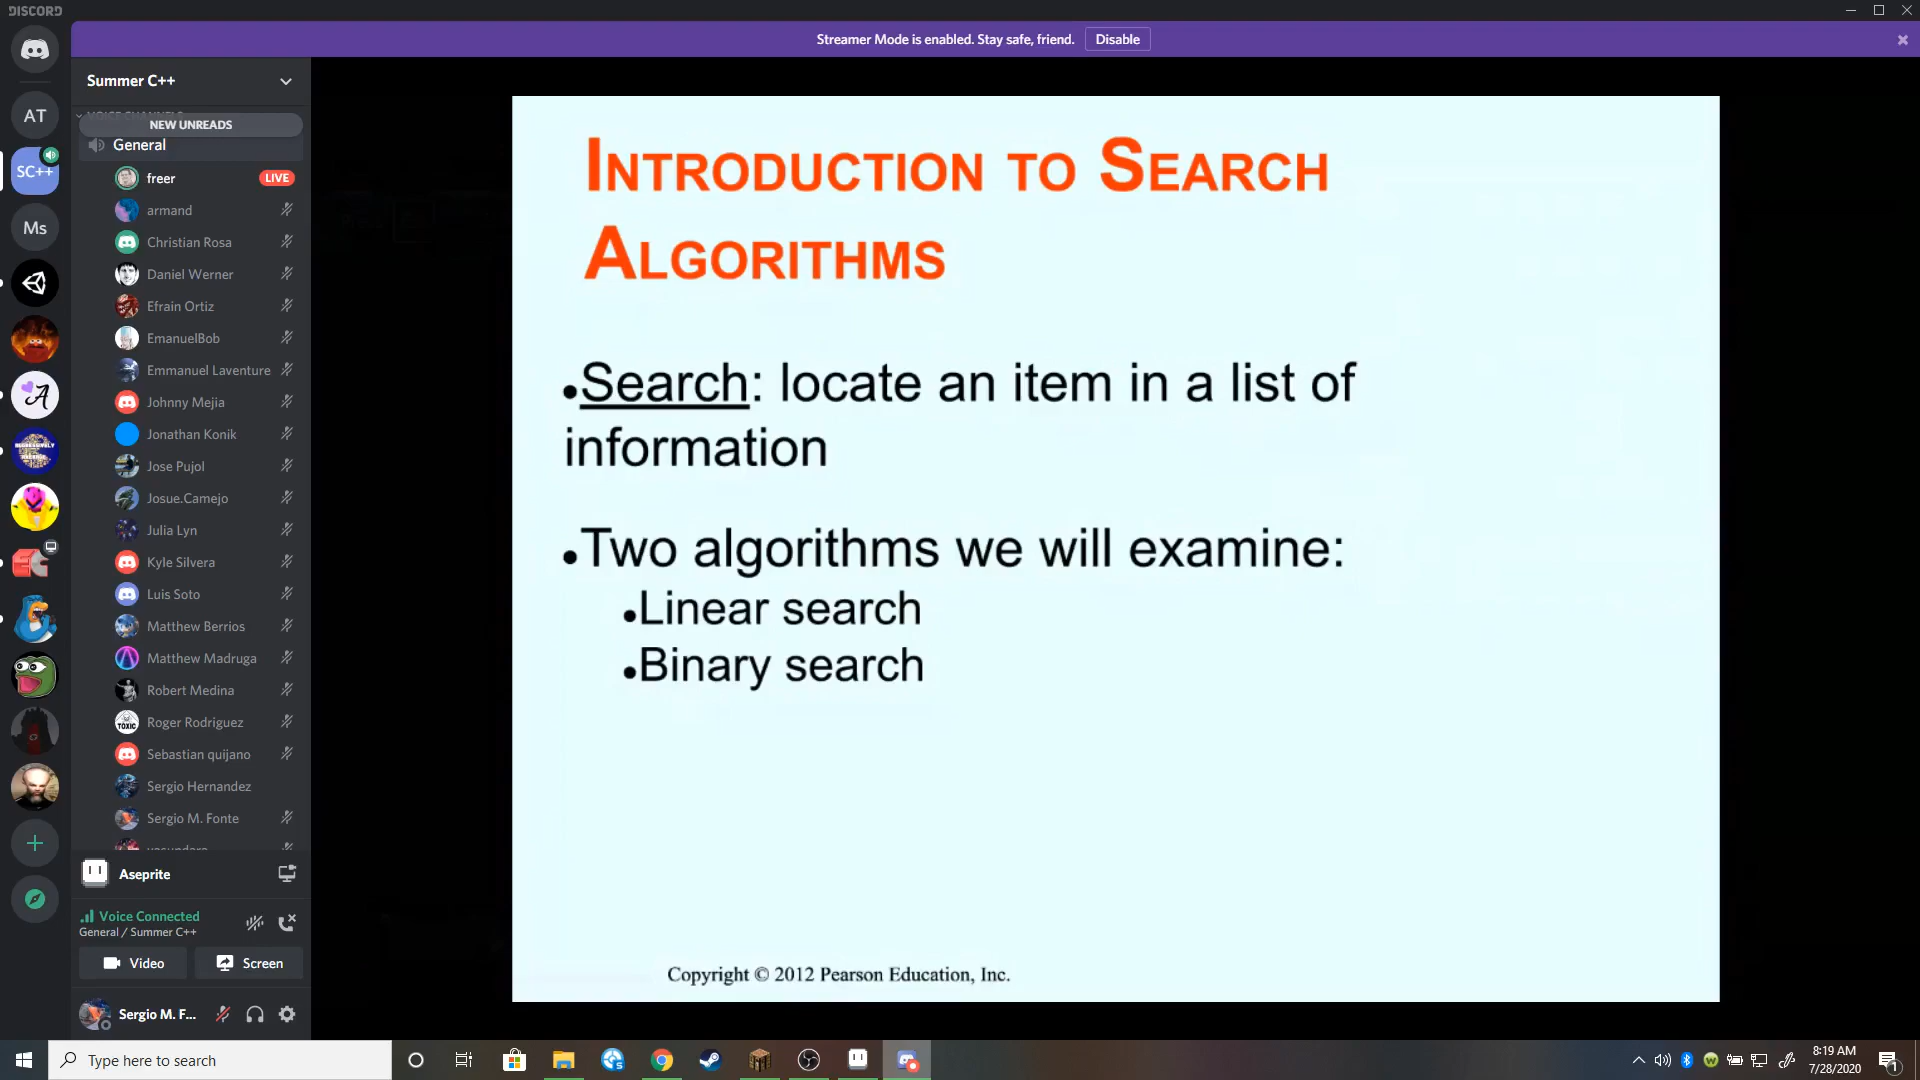 DISCORD
Streamer Mode is enabled. Stay safe, friend. Disable
Summer C++
NEW UNREADS
General
AT
SC++
Ms
freer LIVE
armand
Christian Rosa
Daniel Werner
Efrain Ortiz
EmanuelBob
Emmanuel Laventure
Johnny Mejia
Jonathan Konik
Jose Pujol
Josue.Camejo
Julia Lyn
Kyle Silvera
Luis Soto
Matthew Berrios
Matthew Madruga
Robert Medina
TOXIC
Roger Rodriguez
Sebastian quijano
Sergio Hernandez
Sergio M. Fonte
Aseprite
Voice Connected
General / Summer C++
Video Screen
Sergio M. F...
INTRODUCTION TO SEARCH
ALGORITHMS
•Search: locate an item in a list of
information
•Two algorithms we will examine:
•Linear search
•Binary search
Copyright © 2012 Pearson Education, Inc.
Type here to search
8:19 AM
7/28/2020
1